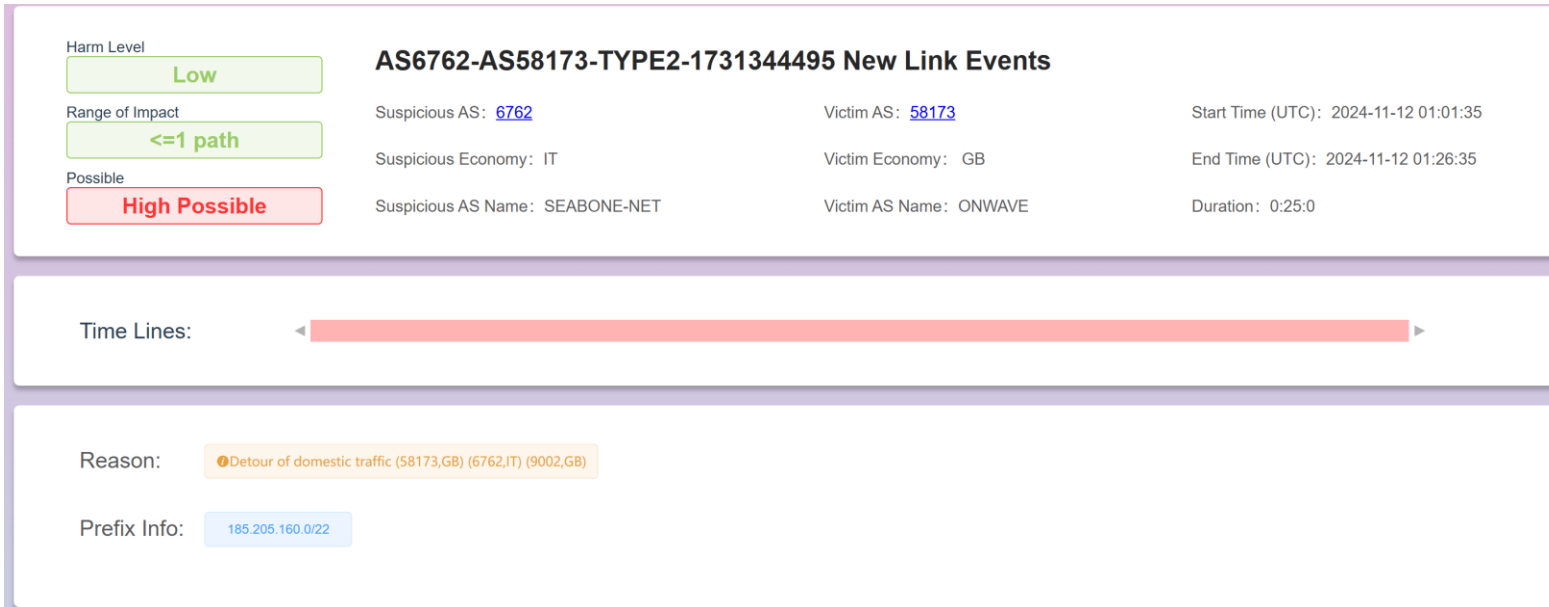 Harm Level
Low
Range of Impact
<=1 path
Possible
High Possible
AS6762-AS58173-TYPE2-1731344495 New Link Events
Suspicious AS: 6762
Victim AS: 58173
Start Time (UTC): 2024-11-12 01:01:35
Suspicious Economy: IT
Victim Economy: GB
End Time (UTC): 2024-11-12 01:26:35
Suspicious AS Name: SEABONE-NET
Victim AS Name: ONWAVE
Duration: 0:25:0
Time Lines:
Reason:
Detour of domestic traffic (58173,GB) (6762,IT) (9002,GB)
Prefix Info:
185.205.160.0/22